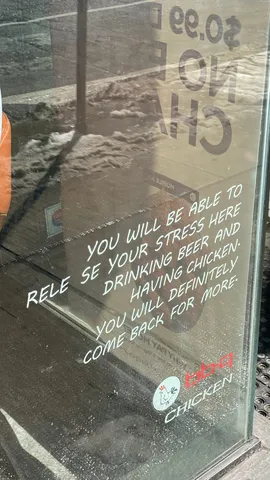 $0.99 D
NO D
CHA
YOU WILL BE ABLE TO
RELE SE YOUR STRESS HERE
DRINKING BEER AND
HAVING CHICKEN.
YOU WILL DEFINITELY
COME BACK FOR MORE.
CHICKEN